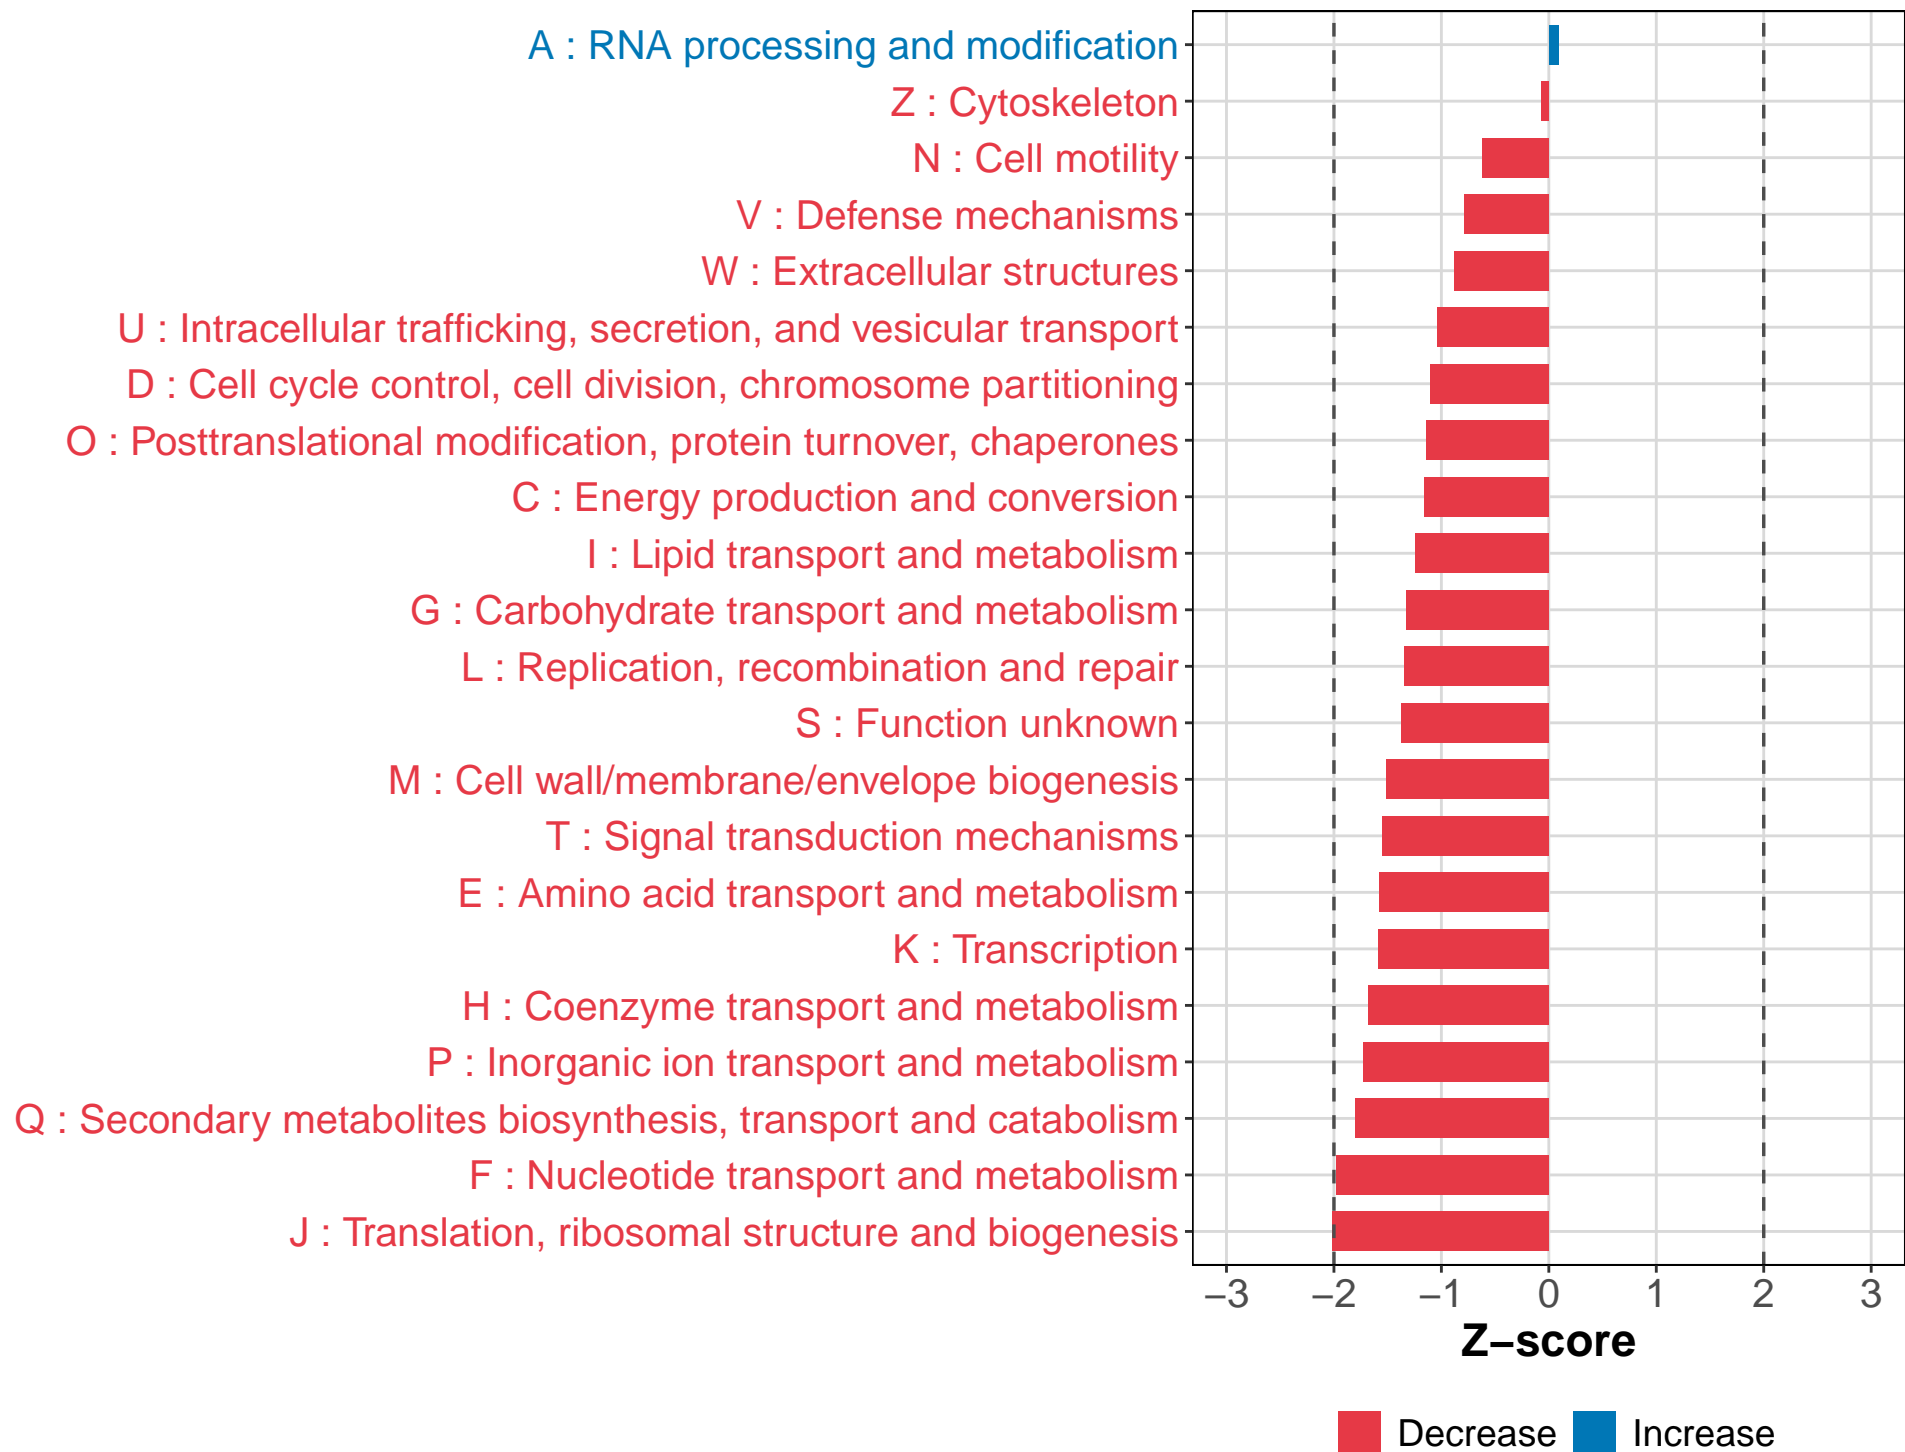 A : RNA processing and modification
Z : Cytoskeleton
N : Cell motility
V : Defense mechanisms
W : Extracellular structures
U : Intracellular trafficking, secretion, and vesicular transport
D : Cell cycle control, cell division, chromosome partitioning
O : Posttranslational modification, protein turnover, chaperones
C : Energy production and conversion
I : Lipid transport and metabolism
G : Carbohydrate transport and metabolism
L : Replication, recombination and repair
S : Function unknown
M : Cell wall/membrane/envelope biogenesis
T : Signal transduction mechanisms
E : Amino acid transport and metabolism
K : Transcription
H : Coenzyme transport and metabolism
P : Inorganic ion transport and metabolism
Q : Secondary metabolites biosynthesis, transport and catabolism
F : Nucleotide transport and metabolism
J : Translation, ribosomal structure and biogenesis
−3 −2 −1 0 1 2 3
Z−score
Decrease Increase